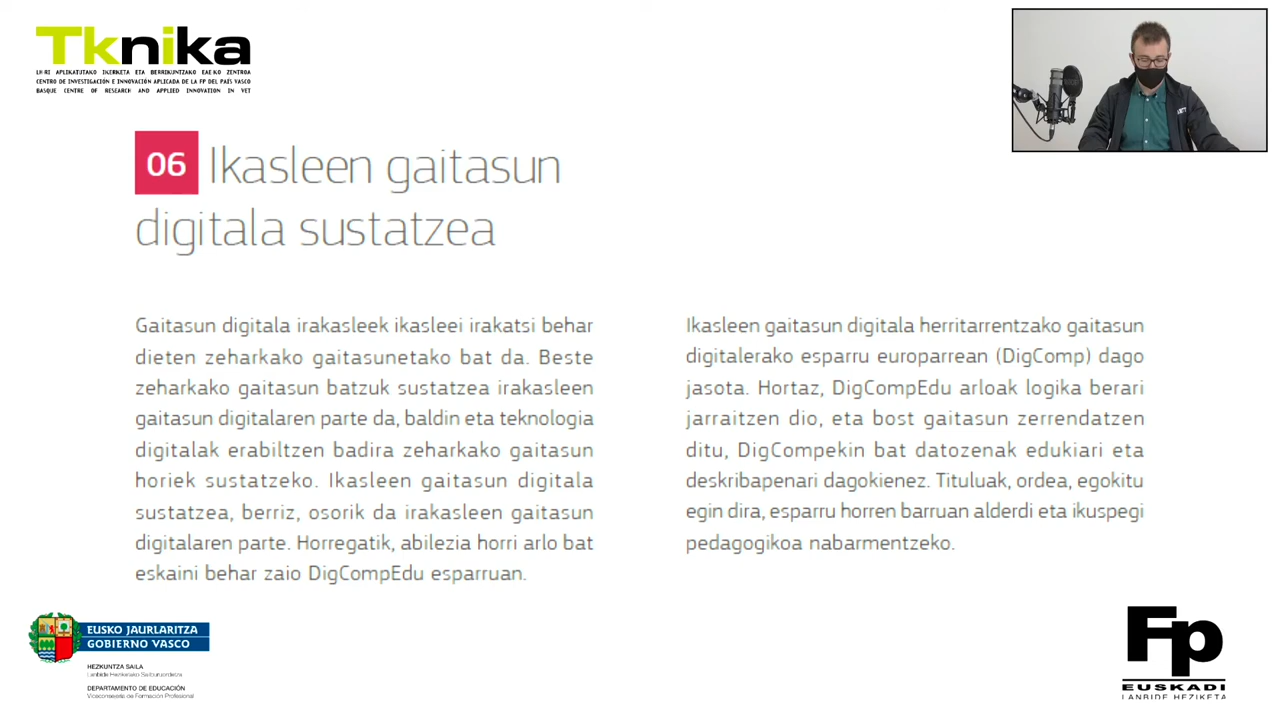 Tknika
LHRI APLIKATUTAKO IKERKETA ETA BERRIKUNTZAKO EAEKO ZENTROA
CENTRO DE INVESTIGACIÓN E INNOVACIÓN APLICADA DE LA FP DEL PAÍS VASCO
BASQUE CENTRE OF RESEARCH AND APPLIED INNOVATION IN VET
06 Ikasleen gaitasun
digitala sustatzea
Gaitasun digitala irakasleek ikasleei irakatsi behar
dieten zeharkako gaitasunetako bat da. Beste
zeharkako gaitasun batzuk sustatzea irakasleen
gaitasun digitalaren parte da, baldin eta teknologia
digitalak erabiltzen badira zeharkako gaitasun
horiek sustatzeko. Ikasleen gaitasun digitala
sustatzea, berriz, osorik da irakasleen gaitasun
digitalaren parte. Horregatik, abilezia horri arlo bat
eskaini behar zaio DigCompEdu esparruan.
Ikasleen gaitasun digitala herritarrentzako gaitasun
digitalerako esparru europarrean (DigComp) dago
jasota. Hortaz, DigCompEdu arloak logika berari
jarraitzen dio, eta bost gaitasun zerrendatzen
ditu, DigCompekin bat datozenak edukiari eta
deskribapenari dagokienez. Tituluak, ordea, egokitu
egin dira, esparru horren barruan alderdi eta ikuspegi
pedagogikoa nabarmentzeko.
EUSKO JAURLARITZA
GOBIERNO VASCO
HEZKUNTZA SAILA
Lanbide Heziketako Sailburuordetza
DEPARTAMENTO DE EDUCACIÓN
Viceconsejería de Formación Profesional
Fp
EUSKADI
LANBIDE HEZIKETA